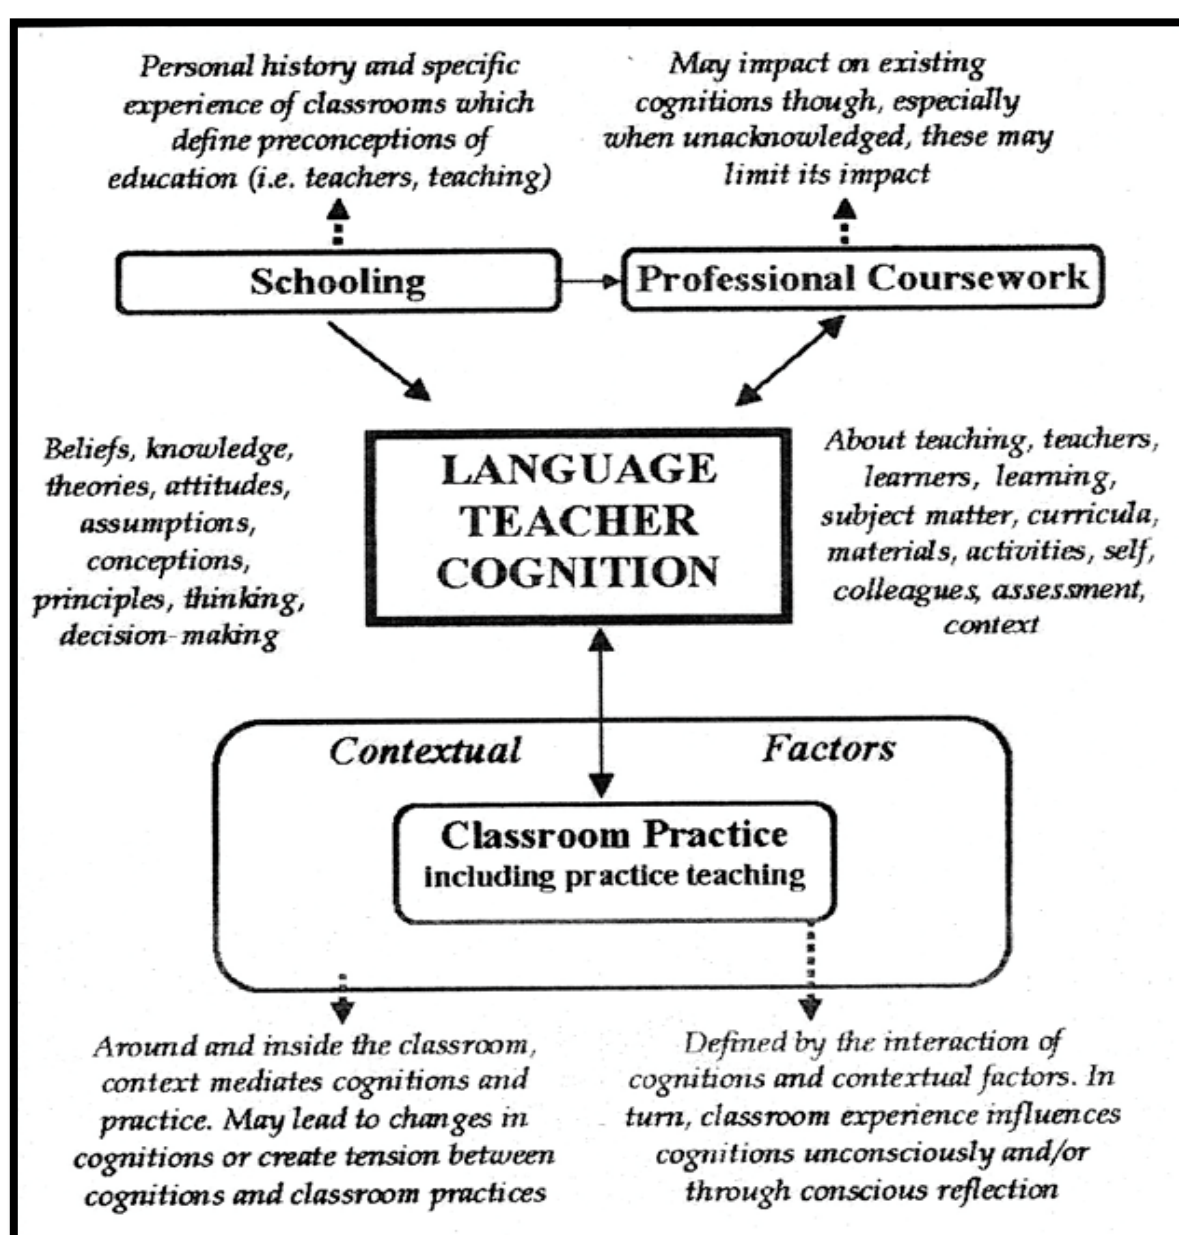 Personal history and specific
experience of classrooms which
define preconceptions of
education (i.e. teachers, teaching)
May impact on existing
cognitions though, especially
when unacknowledged, these may
limit its impact
Schooling
Professional Coursework
Beliefs, knowledge,
theories, attitudes,
assumptions,
conceptions,
principles, thinking,
decision-making
LANGUAGE
TEACHER
COGNITION
About teaching, teachers,
learners, learning,
subject matter, curricula,
materials, activities, self,
colleagues, assessment,
context
Contextual Factors
Classroom Practice
including practice teaching
Around and inside the classroom,
context mediates cognitions and
practice. May lead to changes in
cognitions or create tension between
cognitions and classroom practices
Defined by the interaction of
cognitions and contextual factors. In
turn, classroom experience influences
cognitions unconsciously and/or
through conscious reflection